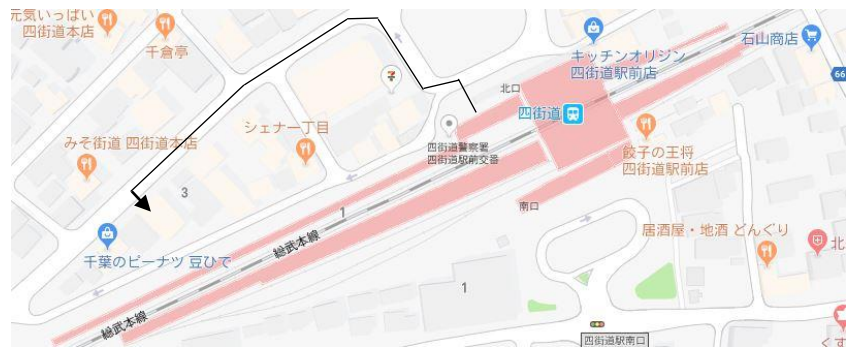 元気いっぱい
四街道本店
千倉亭
キッチンオリジン
四街道駅前店
石山商店
66
北口
四街道
みそ街道 四街道本店
シェナー丁目
四街道警察署
四街道駅前交番
餃子の王将
四街道駅前店
3
1
南口
居酒屋・地酒 どんぐり
北
総武本線
千葉のピーナツ 豆ひで
1
総武本線
四街道駅南口
くす